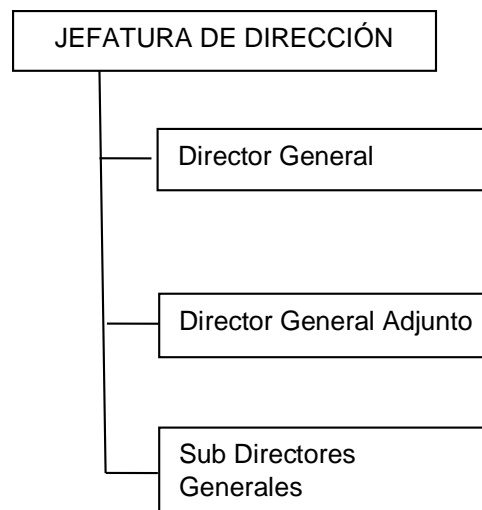 JEFATURA DE DIRECCIÓN
Director General
Director General Adjunto
Sub Directores
Generales